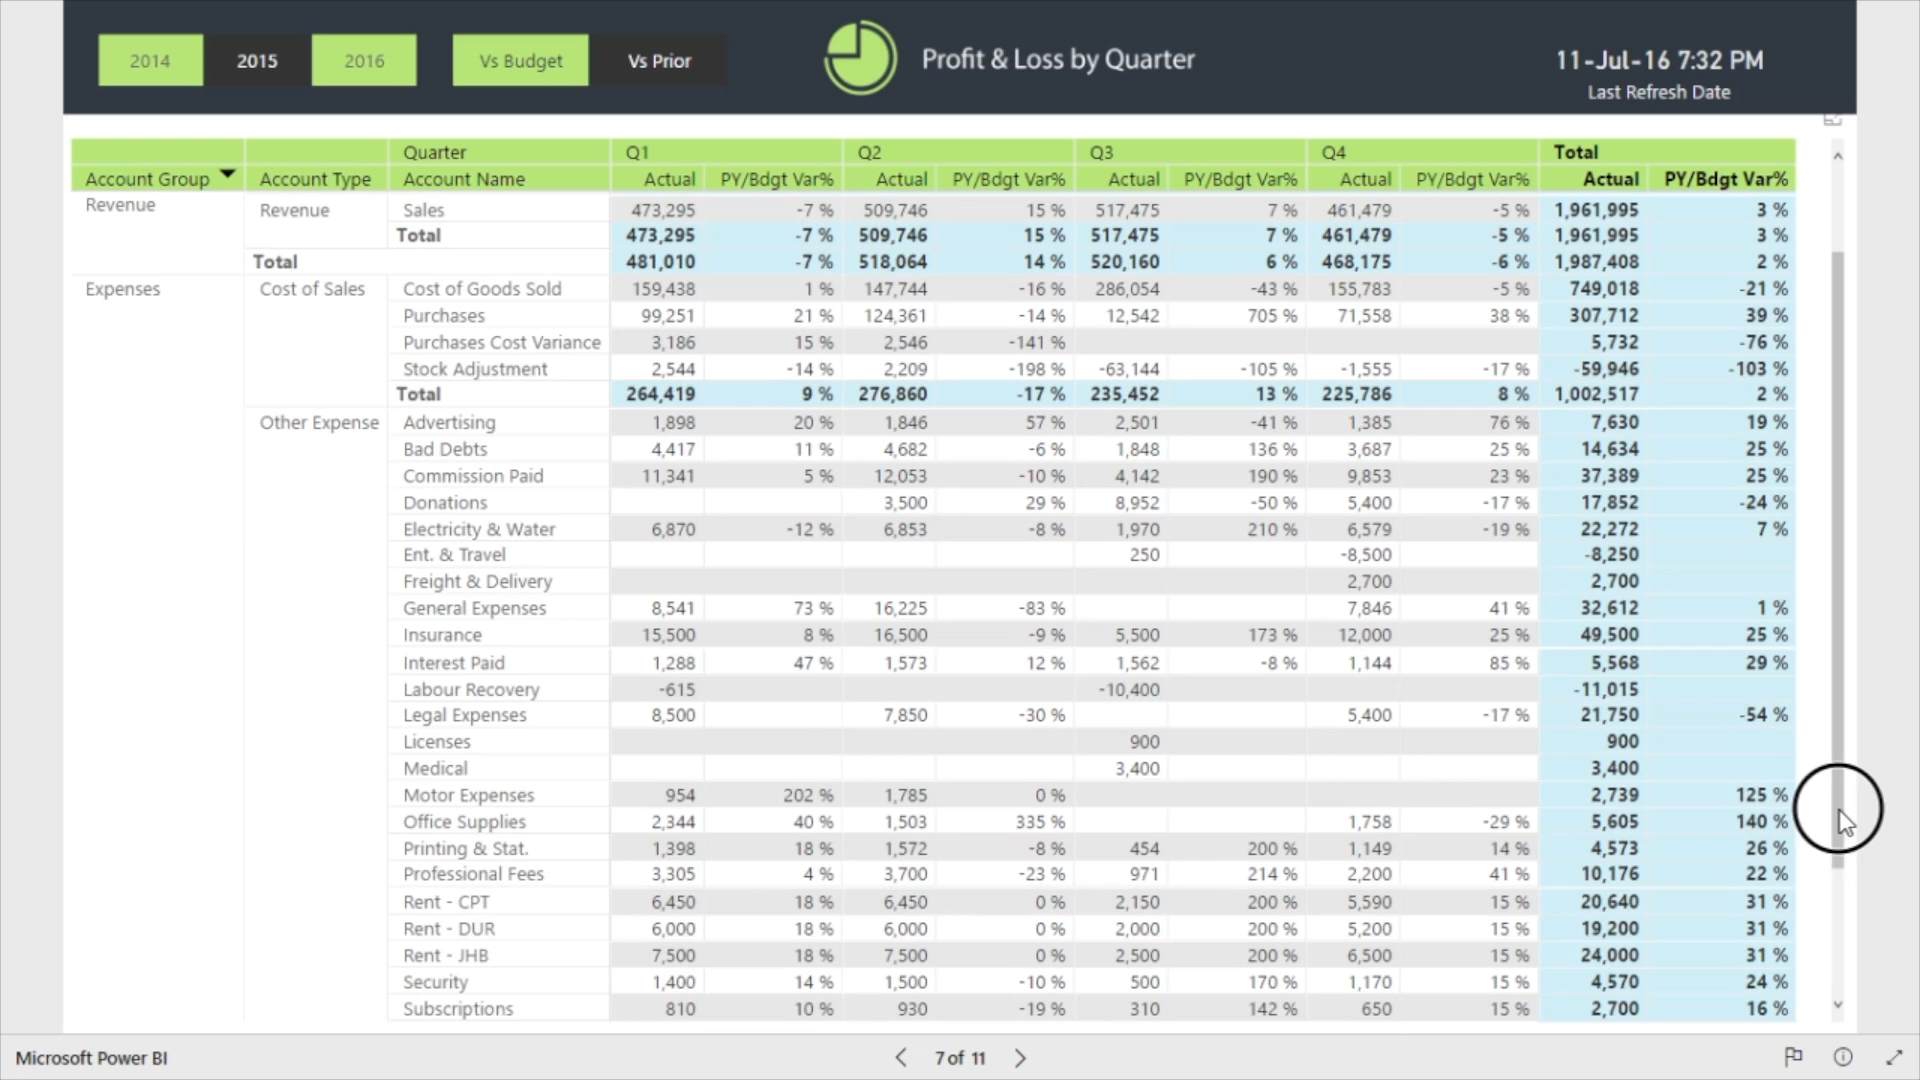 2014 2015 2016 Vs Budget Vs Prior Profit & Loss by Quarter 11-Jul-16 7:32 PM
Last Refresh Date
Quarter Q1 Q2 Q3 Q4 Total
Account Group Account Type Account Name Actual PY/Bdgt Var% Actual PY/Bdgt Var% Actual PY/Bdgt Var% Actual PY/Bdgt Var% Actual PY/Bdgt Var%
Revenue Revenue Sales 473,295 -7 % 509,746 15 % 517,475 7 % 461,479 -5 % 1,961,995 3 %
Total 473,295 -7 % 509,746 15 % 517,475 7 % 461,479 -5 % 1,961,995 3 %
Total 481,010 -7 % 518,064 14 % 520,160 6 % 468,175 -6 % 1,987,408 2 %
Expenses Cost of Sales Cost of Goods Sold 159,438 1 % 147,744 -16 % 286,054 -43 % 155,783 -5 % 749,018 -21 %
Purchases 99,251 21 % 124,361 -14 % 12,542 705 % 71,558 38 % 307,712 39 %
Purchases Cost Variance 3,186 15 % 2,546 -141 % 5,732 -76 %
Stock Adjustment 2,544 -14 % 2,209 -198 % -63,144 -105 % -1,555 -17 % -59,946 -103 %
Total 264,419 9 % 276,860 -17 % 235,452 13 % 225,786 8 % 1,002,517 2 %
Other Expense Advertising 1,898 20 % 1,846 57 % 2,501 -41 % 1,385 76 % 7,630 19 %
Bad Debts 4,417 11 % 4,682 -6 % 1,848 136 % 3,687 25 % 14,634 25 %
Commission Paid 11,341 5 % 12,053 -10 % 4,142 190 % 9,853 23 % 37,389 25 %
Donations 3,500 29 % 8,952 -50 % 5,400 -17 % 17,852 -24 %
Electricity & Water 6,870 -12 % 6,853 -8 % 1,970 210 % 6,579 -19 % 22,272 7 %
Ent. & Travel 250 -8,500 -8,250
Freight & Delivery 2,700 2,700
General Expenses 8,541 73 % 16,225 -83 % 7,846 41 % 32,612 1 %
Insurance 15,500 8 % 16,500 -9 % 5,500 173 % 12,000 25 % 49,500 25 %
Interest Paid 1,288 47 % 1,573 12 % 1,562 -8 % 1,144 85 % 5,568 29 %
Labour Recovery -615 -10,400 -11,015
Legal Expenses 8,500 7,850 -30 % 5,400 -17 % 21,750 -54 %
Licenses 900 900
Medical 3,400 3,400
Motor Expenses 954 202 % 1,785 0 % 2,739 125 %
Office Supplies 2,344 40 % 1,503 335 % 1,758 -29 % 5,605 140 %
Printing & Stat. 1,398 18 % 1,572 -8 % 454 200 % 1,149 14 % 4,573 26 %
Professional Fees 3,305 4 % 3,700 -23 % 971 214 % 2,200 41 % 10,176 22 %
Rent - CPT 6,450 18 % 6,450 0 % 2,150 200 % 5,590 15 % 20,640 31 %
Rent - DUR 6,000 18 % 6,000 0 % 2,000 200 % 5,200 15 % 19,200 31 %
Rent - JHB 7,500 18 % 7,500 0 % 2,500 200 % 6,500 15 % 24,000 31 %
Security 1,400 14 % 1,500 -10 % 500 170 % 1,170 15 % 4,570 24 %
Subscriptions 810 10 % 930 -19 % 310 142 % 650 15 % 2,700 16 %
Microsoft Power BI 7 of 11